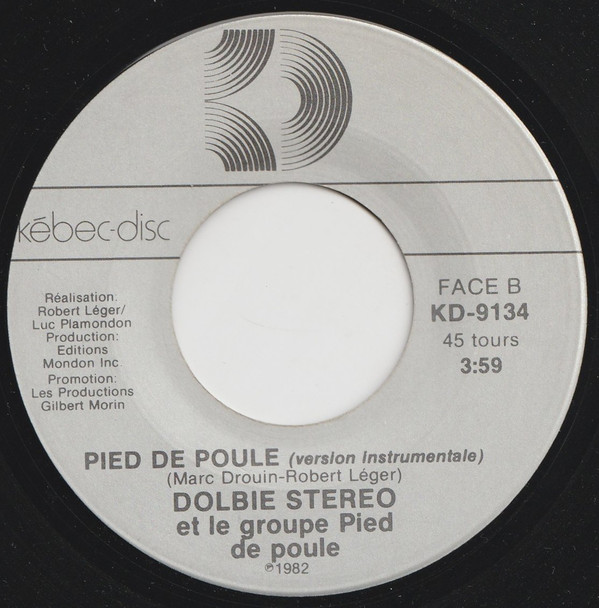 kébec-disc
Réalisation:
Robert Léger/
Luc Plamondon
Production:
Editions
Mondon Inc.
Promotion:
Les Productions
Gilbert Morin
FACE B
KD-9134
45 tours
3:59
PIED DE POULE (version instrumentale)
(Marc Drouin-Robert Léger)
DOLBIE STEREO
et le groupe Pied
de poule
℗1982